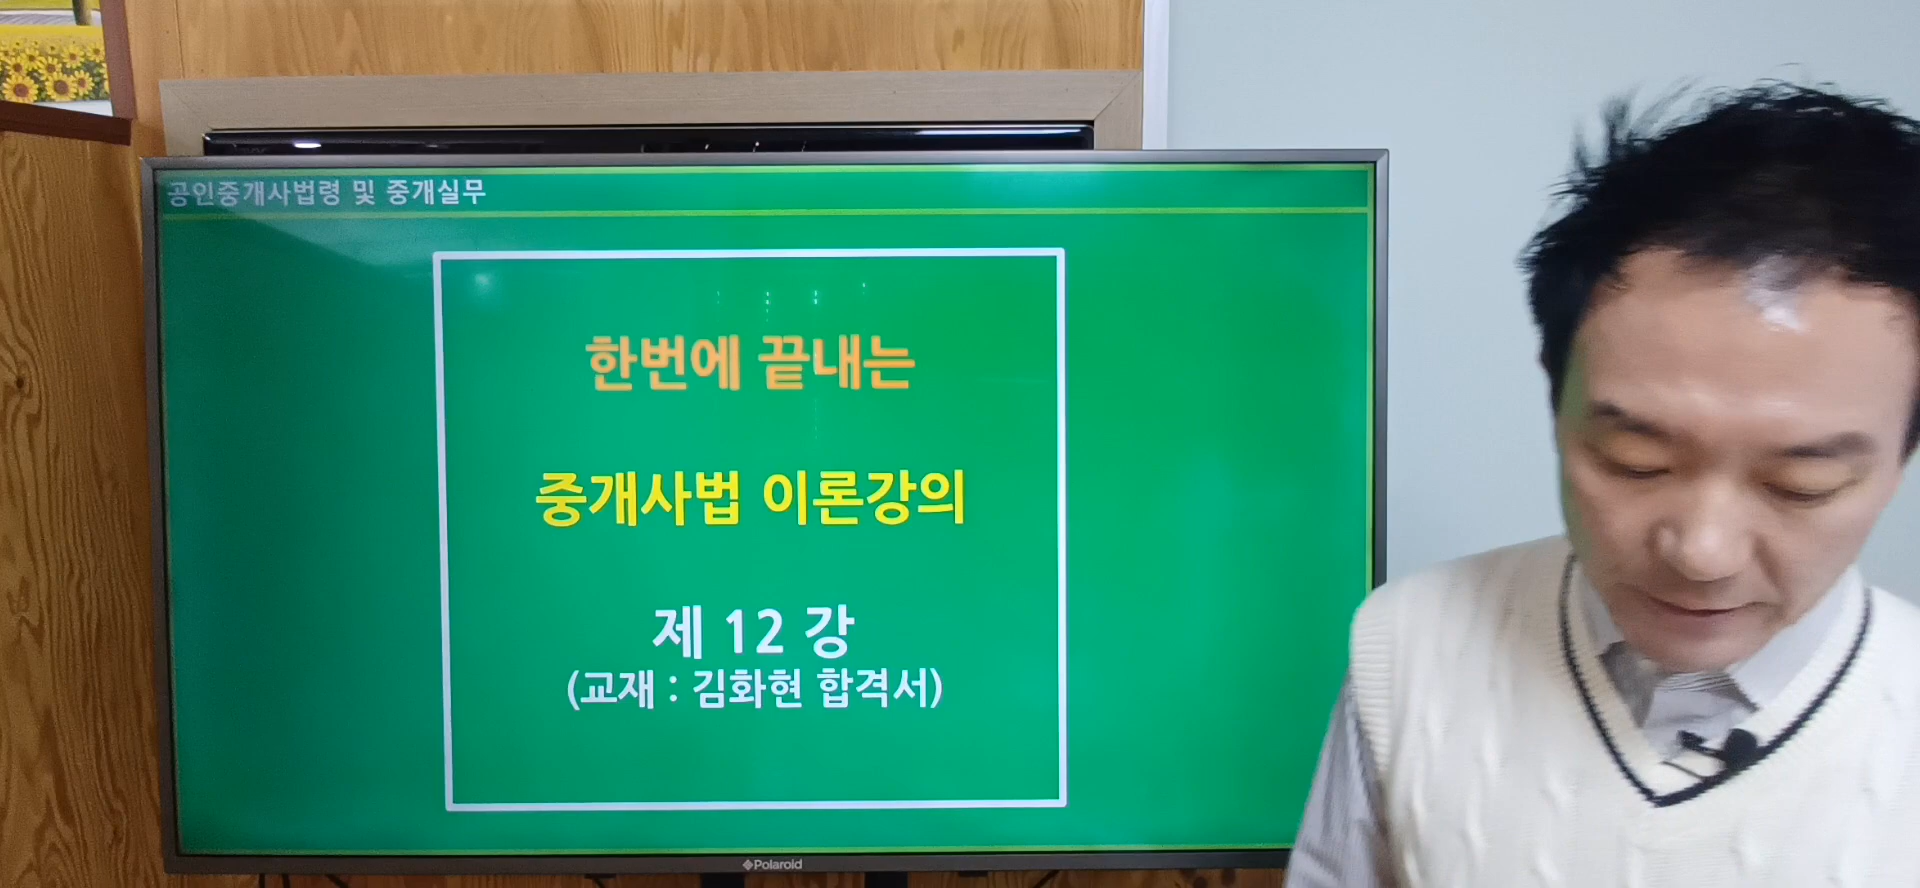 공인중개사법령 및 중개실무
한번에 끝내는
중개사법 이론강의
제 12 강
(교재 : 김화현 합격서)
Polaroid